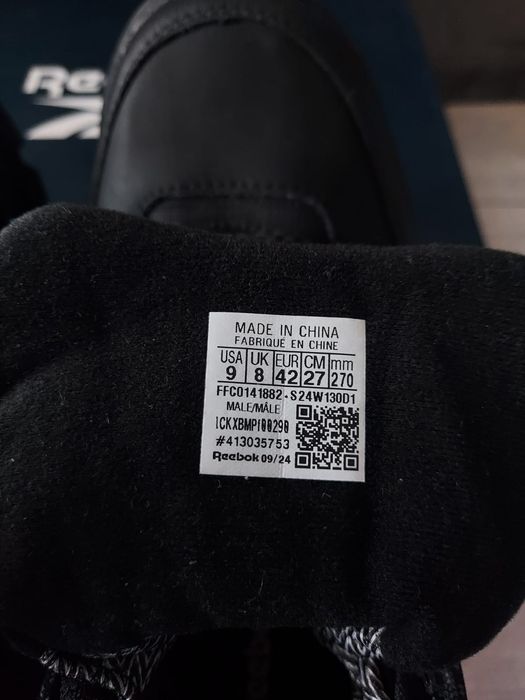 Reebok
MADE IN CHINA
FABRIQUÉ EN CHINE
USA UK EUR CM mm
9 8 42 27 270
FFC0141882-S24W130D1
MALE/MÂLE
#413035753
Reebok 09/24